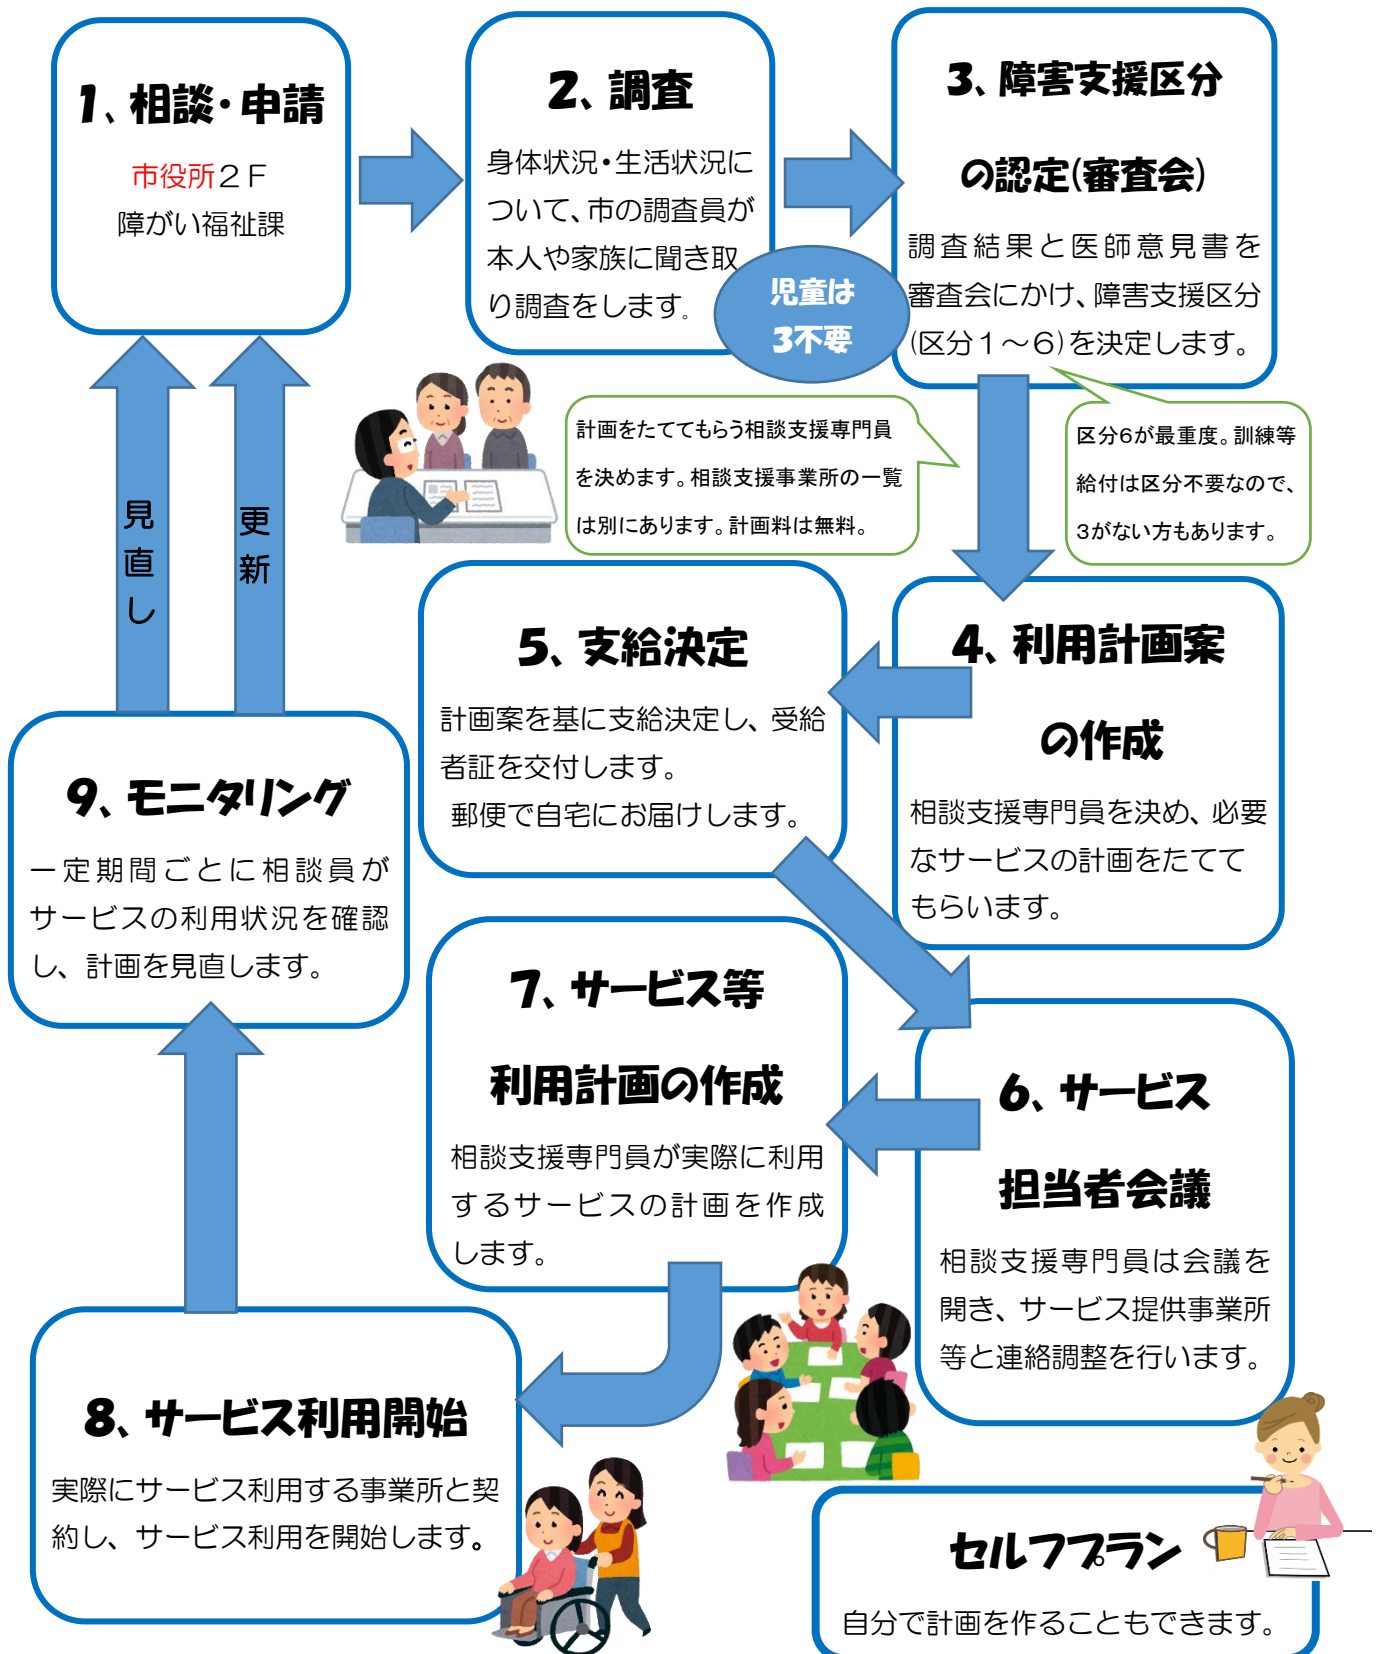 1、相談・申請
市役所２Ｆ
障がい福祉課
2、調査
身体状況・生活状況に
ついて、市の調査員が
本人や家族に聞き取
り調査をします。
児童は
3不要
3、障害支援区分
の認定(審査会)
調査結果と医師意見書を
審査会にかけ、障害支援区分
(区分１～６)を決定します。
計画をたててもらう相談支援専門員
を決めます。相談支援事業所の一覧
は別にあります。計画料は無料。
区分６が最重度。訓練等
給付は区分不要なので、
３がない方もあります。
見直し
更新
4、利用計画案
の作成
相談支援専門員を決め、必要
なサービスの計画をたてて
もらいます。
5、支給決定
計画案を基に支給決定し、受給
者証を交付します。
郵便で自宅にお届けします。
6、サービス
担当者会議
相談支援専門員は会議を
開き、サービス提供事業所
等と連絡調整を行います。
7、サービス等
利用計画の作成
相談支援専門員が実際に利用
するサービスの計画を作成
します。
8、サービス利用開始
実際にサービス利用する事業所と契
約し、サービス利用を開始します。
9、モニタリング
一定期間ごとに相談員が
サービスの利用状況を確認
し、計画を見直します。
セルフプラン
自分で計画を作ることもできます。